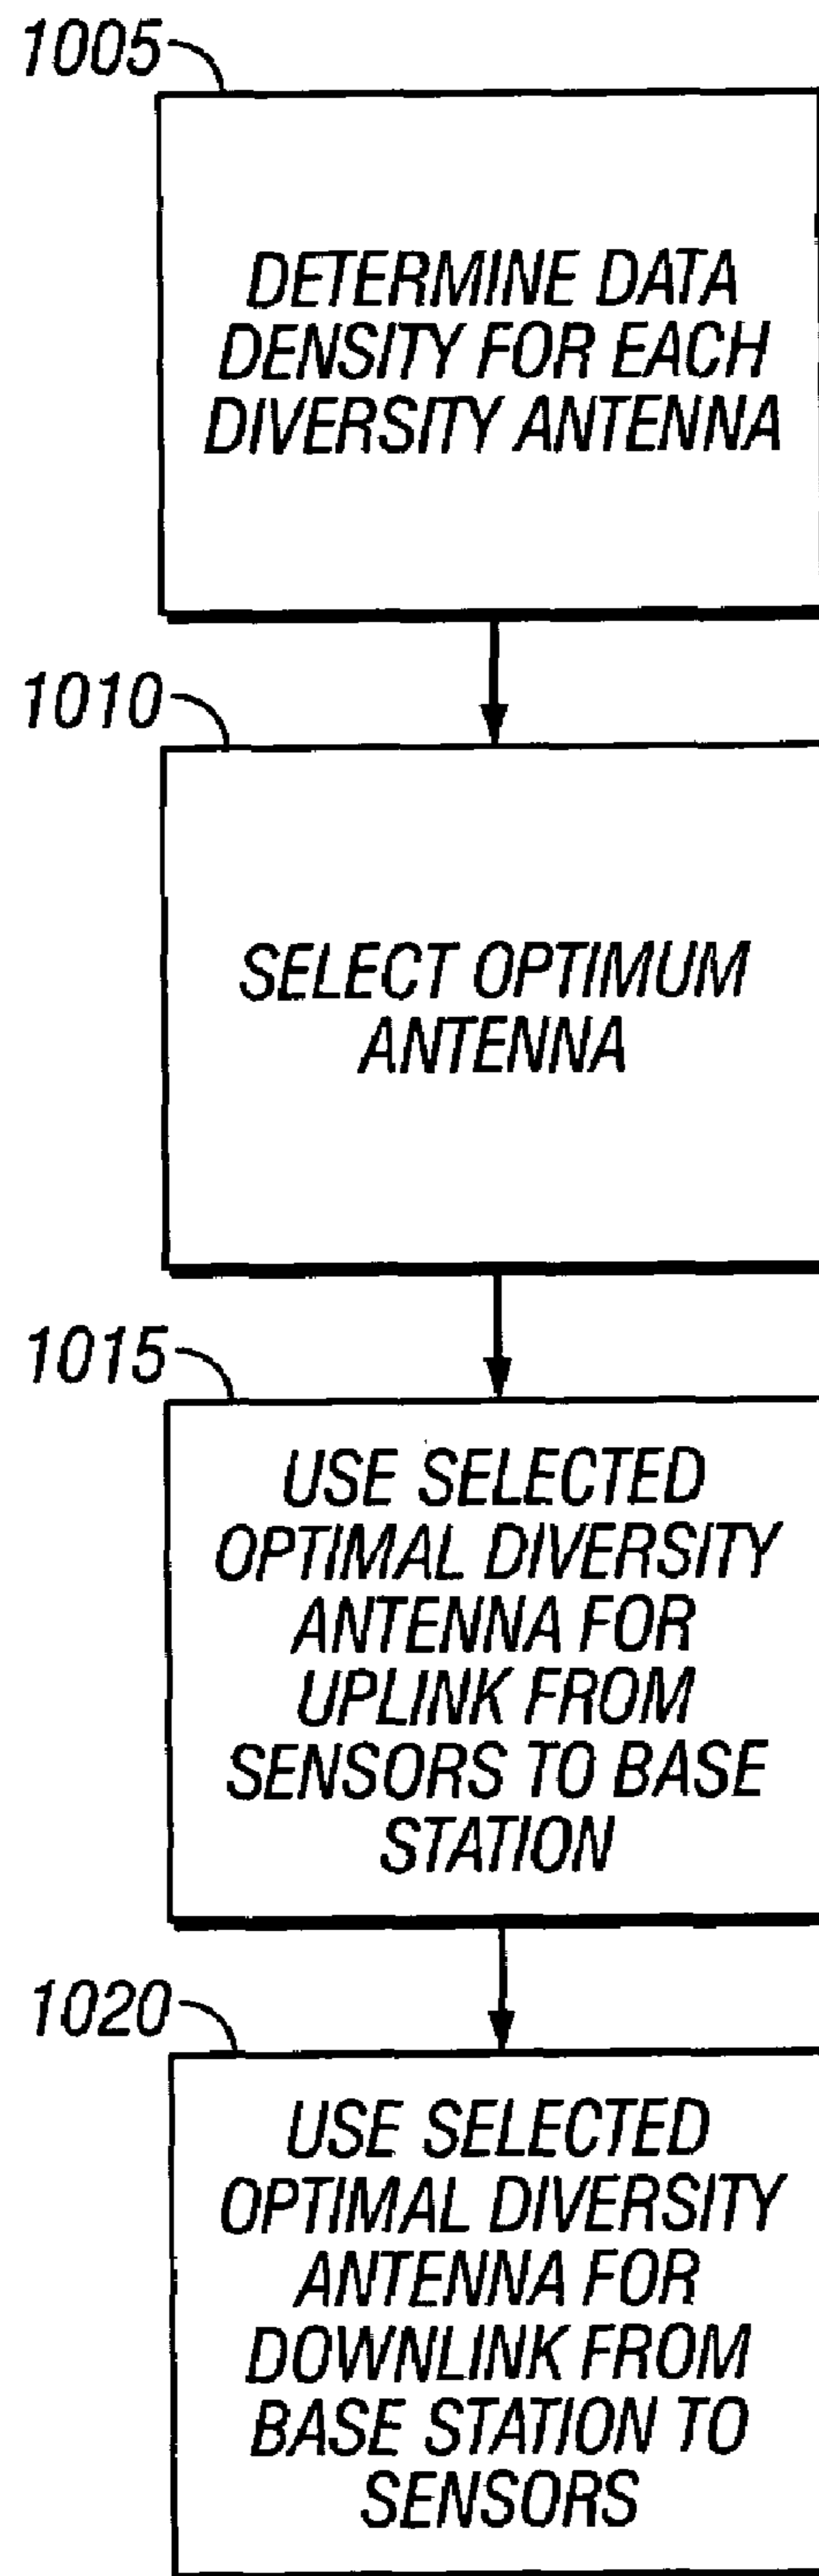 1005
DETERMINE DATA
DENSITY FOR EACH
DIVERSITY ANTENNA
1010
SELECT OPTIMUM
ANTENNA
1015
USE SELECTED
OPTIMAL DIVERSITY
ANTENNA FOR
UPLINK FROM
SENSORS TO BASE
STATION
1020
USE SELECTED
OPTIMAL DIVERSITY
ANTENNA FOR
DOWNLINK FROM
BASE STATION TO
SENSORS